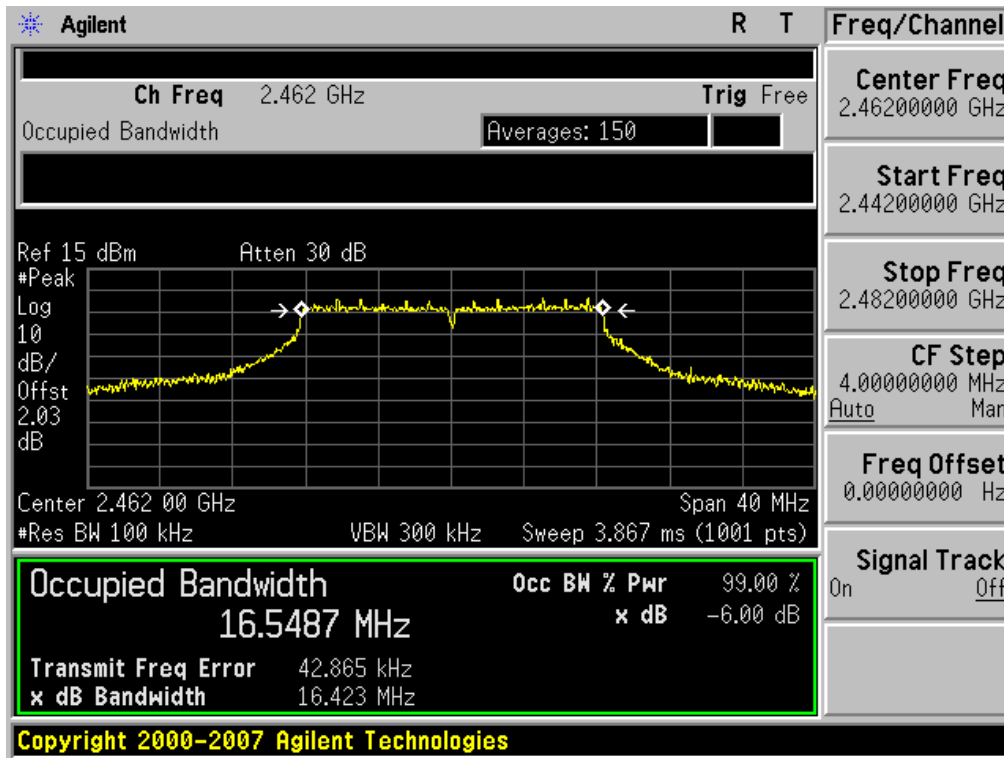 Agilent R T
Ch Freq 2.462 GHz Trig Free
Occupied Bandwidth Averages: 150
Ref 15 dBm Atten 30 dB
#Peak
Log
10
dB/
Offst
2.03
dB
Center 2.462 00 GHz Span 40 MHz
#Res BW 100 kHz VBW 300 kHz Sweep 3.867 ms (1001 pts)
Occupied Bandwidth
16.5487 MHz
Occ BW % Pwr 99.00 %
x dB -6.00 dB
Transmit Freq Error 42.865 kHz
x dB Bandwidth 16.423 MHz
Copyright 2000-2007 Agilent Technologies
Freq/Channel
Center Freq
2.46200000 GHz
Start Freq
2.44200000 GHz
Stop Freq
2.48200000 GHz
CF Step
4.00000000 MHz
Auto Man
Freq Offset
0.00000000 Hz
Signal Track
On Off